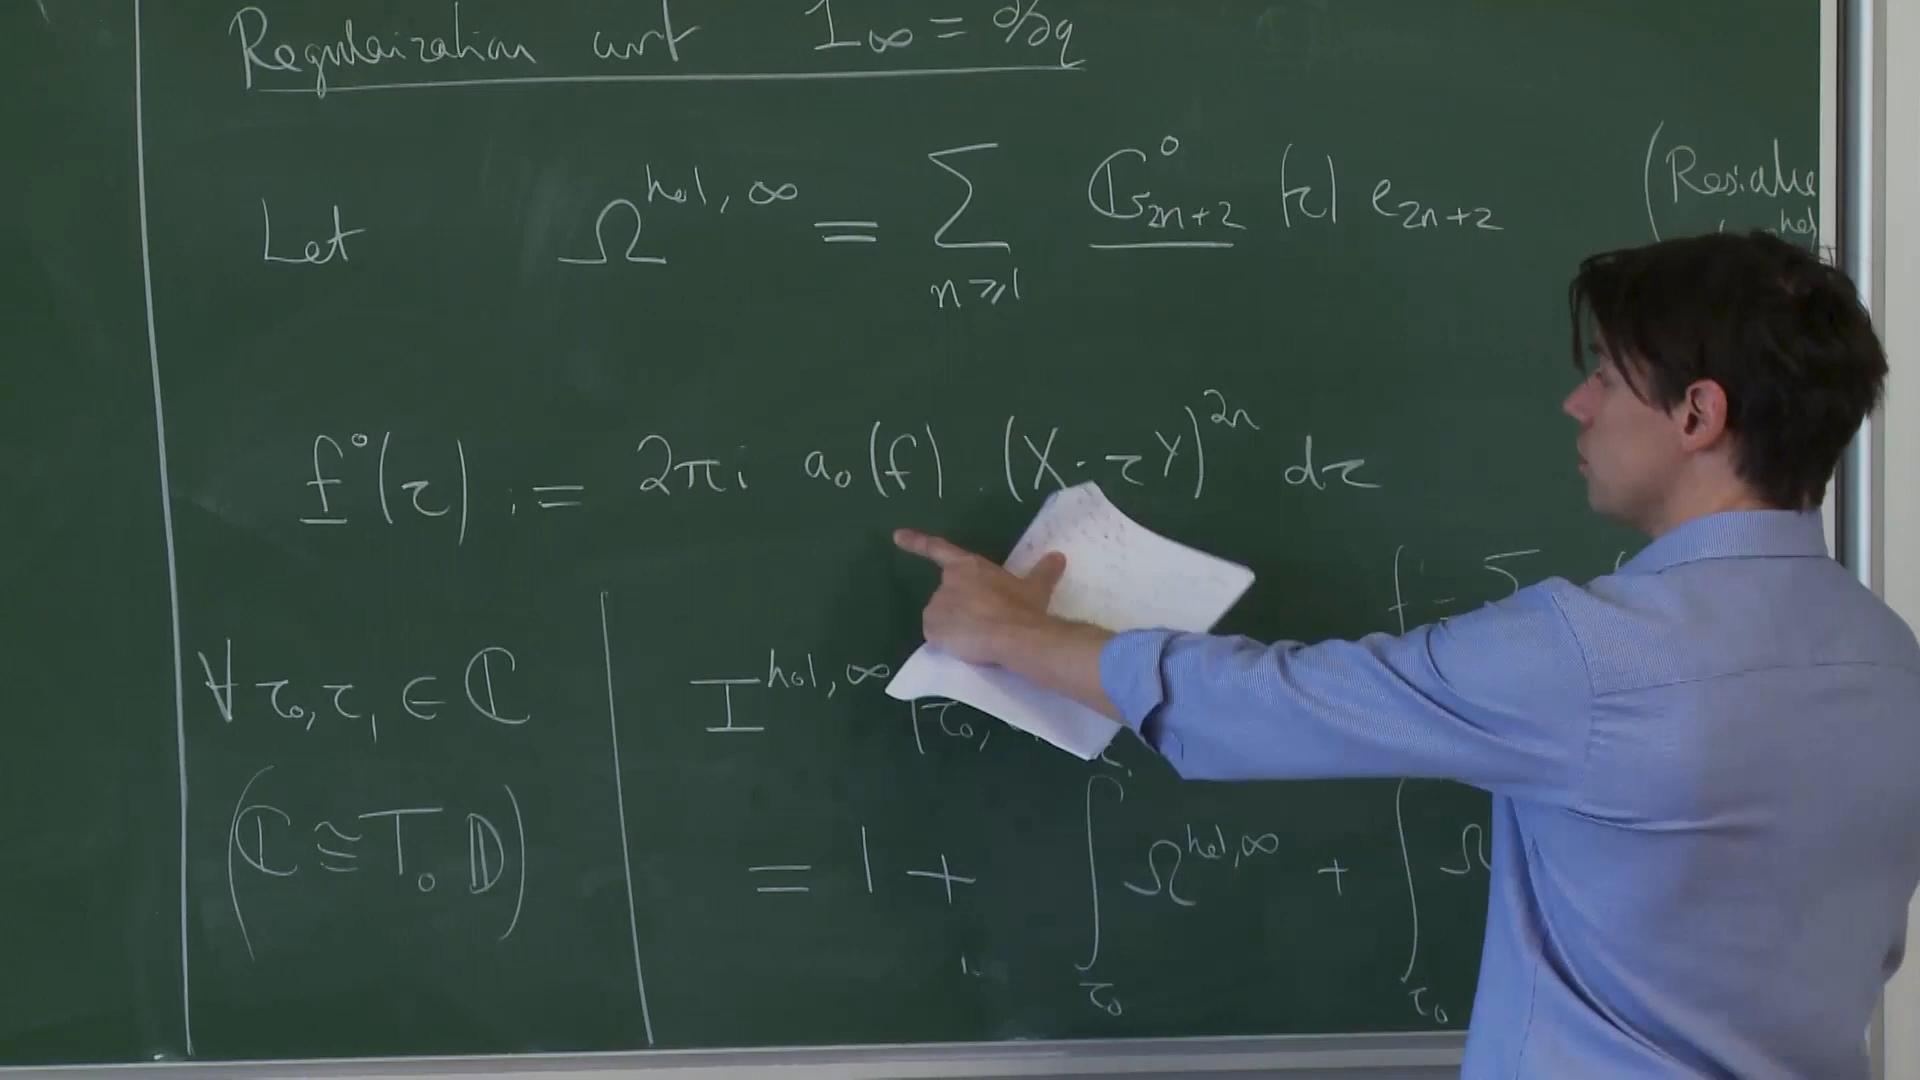 Regularization wrt 1∞ = ∂/∂q
Let Ω^{hol,∞} = ∑_{n≥1} G°_{2n+2}(τ) e_{2n+2} (Residue
f°(τ) := 2πi a₀(f) · (X-τY)^{2n} dτ
∀ τ₀,τ₁ ∈ ℂ
(ℂ ≅ T₀ 𝔻)
I^{hol,∞}
= 1 + ∫_{τ₀} Ω^{hol,∞} + ∫_{τ₀} Ω